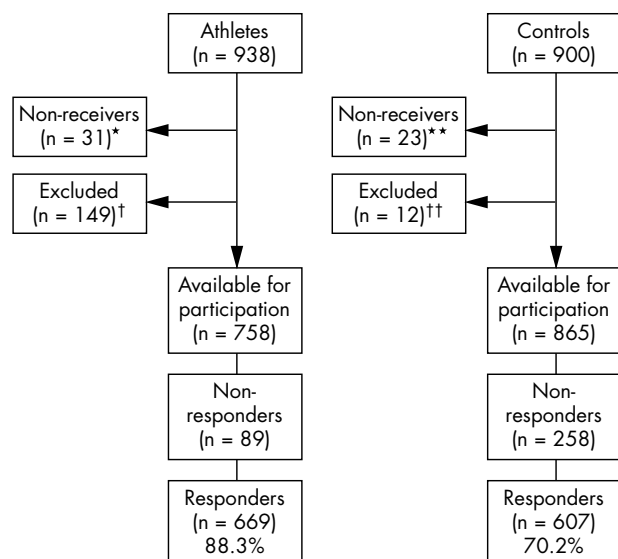 Athletes
(n = 938)
Non-receivers
(n = 31)★
Excluded
(n = 149)†
Available for
participation
(n = 758)
Non-
responders
(n = 89)
Responders
(n = 669)
88.3%
Controls
(n = 900)
Non-receivers
(n = 23)★★
Excluded
(n = 12)††
Available for
participation
(n = 865)
Non-
responders
(n = 258)
Responders
(n = 607)
70.2%